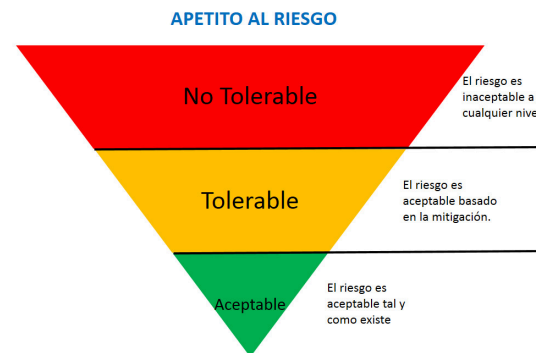 APETITO AL RIESGO
No Tolerable
El riesgo es
inaceptable a
cualquier nive
Tolerable
El riesgo es
aceptable basado
en la mitigación.
Aceptable
El riesgo es
aceptable tal y
como existe